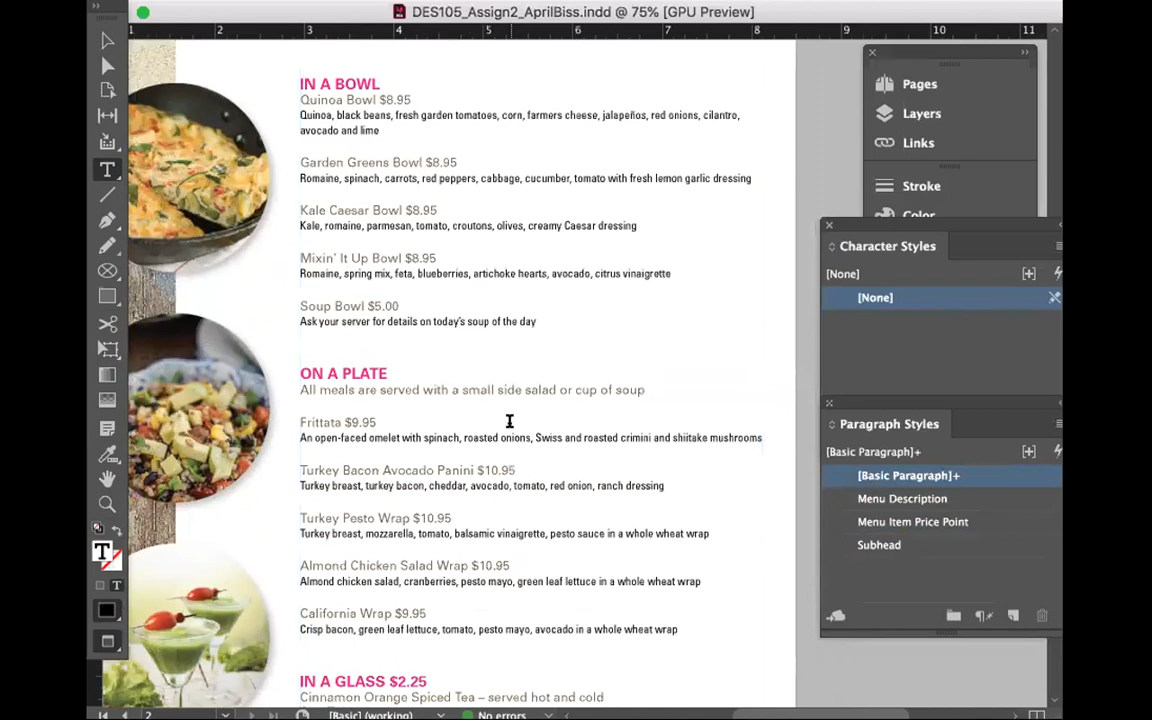 DES105_Assign2_AprilBiss.indd @ 75% [GPU Preview]
1 2 3 4 5 6 7 8 9 10 11
IN A BOWL
Quinoa Bowl $8.95
Quinoa, black beans, fresh garden tomatoes, corn, farmers cheese, jalapeños, red onions, cilantro,
avocado and lime
Garden Greens Bowl $8.95
Romaine, spinach, carrots, red peppers, cabbage, cucumber, tomato with fresh lemon garlic dressing
Kale Caesar Bowl $8.95
Kale, romaine, parmesan, tomato, croutons, olives, creamy Caesar dressing
Mixin' It Up Bowl $8.95
Romaine, spring mix, feta, blueberries, artichoke hearts, avocado, citrus vinaigrette
Soup Bowl $5.00
Ask your server for details on today's soup of the day
ON A PLATE
All meals are served with a small side salad or cup of soup
Frittata $9.95
An open-faced omelet with spinach, roasted onions, Swiss and roasted crimini and shiitake mushrooms
Turkey Bacon Avocado Panini $10.95
Turkey breast, turkey bacon, cheddar, avocado, tomato, red onion, ranch dressing
Turkey Pesto Wrap $10.95
Turkey breast, mozzarella, tomato, balsamic vinaigrette, pesto sauce in a whole wheat wrap
Almond Chicken Salad Wrap $10.95
Almond chicken salad, cranberries, pesto mayo, green leaf lettuce in a whole wheat wrap
California Wrap $9.95
Crisp bacon, green leaf lettuce, tomato, pesto mayo, avocado in a whole wheat wrap
IN A GLASS $2.25
Cinnamon Orange Spiced Tea – served hot and cold
Pages
Layers
Links
Stroke
Color
Character Styles
[None]
[None]
Paragraph Styles
[Basic Paragraph]+
[Basic Paragraph]+
Menu Description
Menu Item Price Point
Subhead
2
[Basic] (working)
No errors